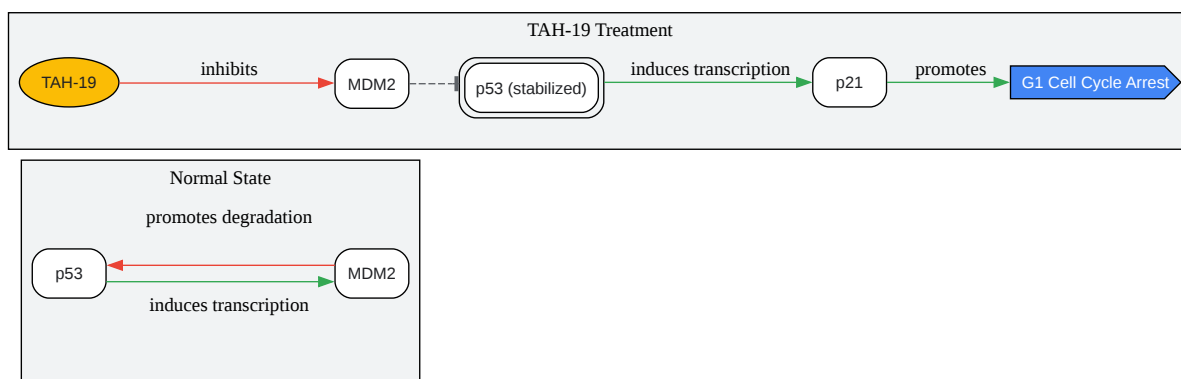 TAH-19 Treatment
TAH-19
inhibits
MDM2
p53 (stabilized)
induces transcription
p21
promotes
G1 Cell Cycle Arrest
Normal State
promotes degradation
p53
MDM2
induces transcription